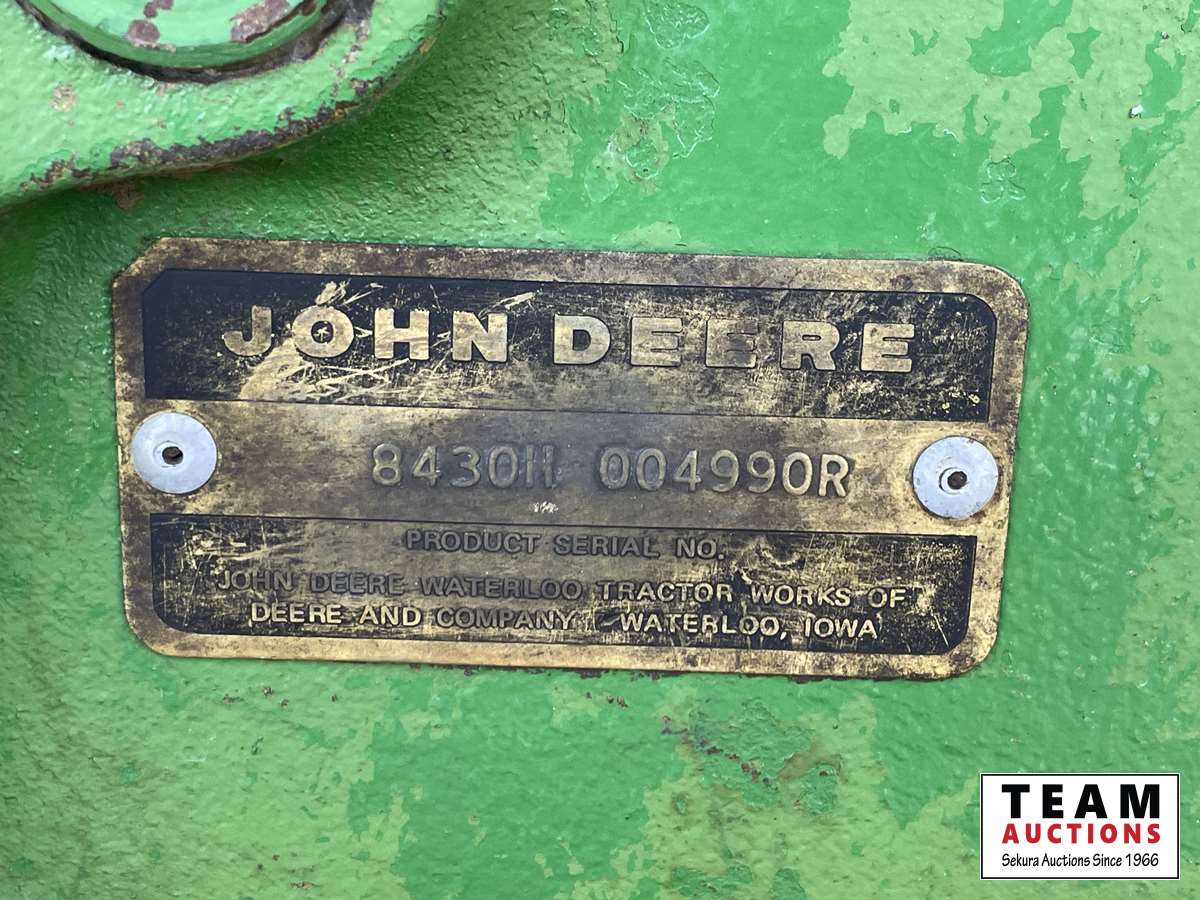 JOHN DEERE
8430H 004990R
PRODUCT SERIAL NO.
JOHN DEERE WATERLOO TRACTOR WORKS OF
DEERE AND COMPANY WATERLOO, IOWA
TEAM
AUCTIONS
Sekura Auctions Since 1966